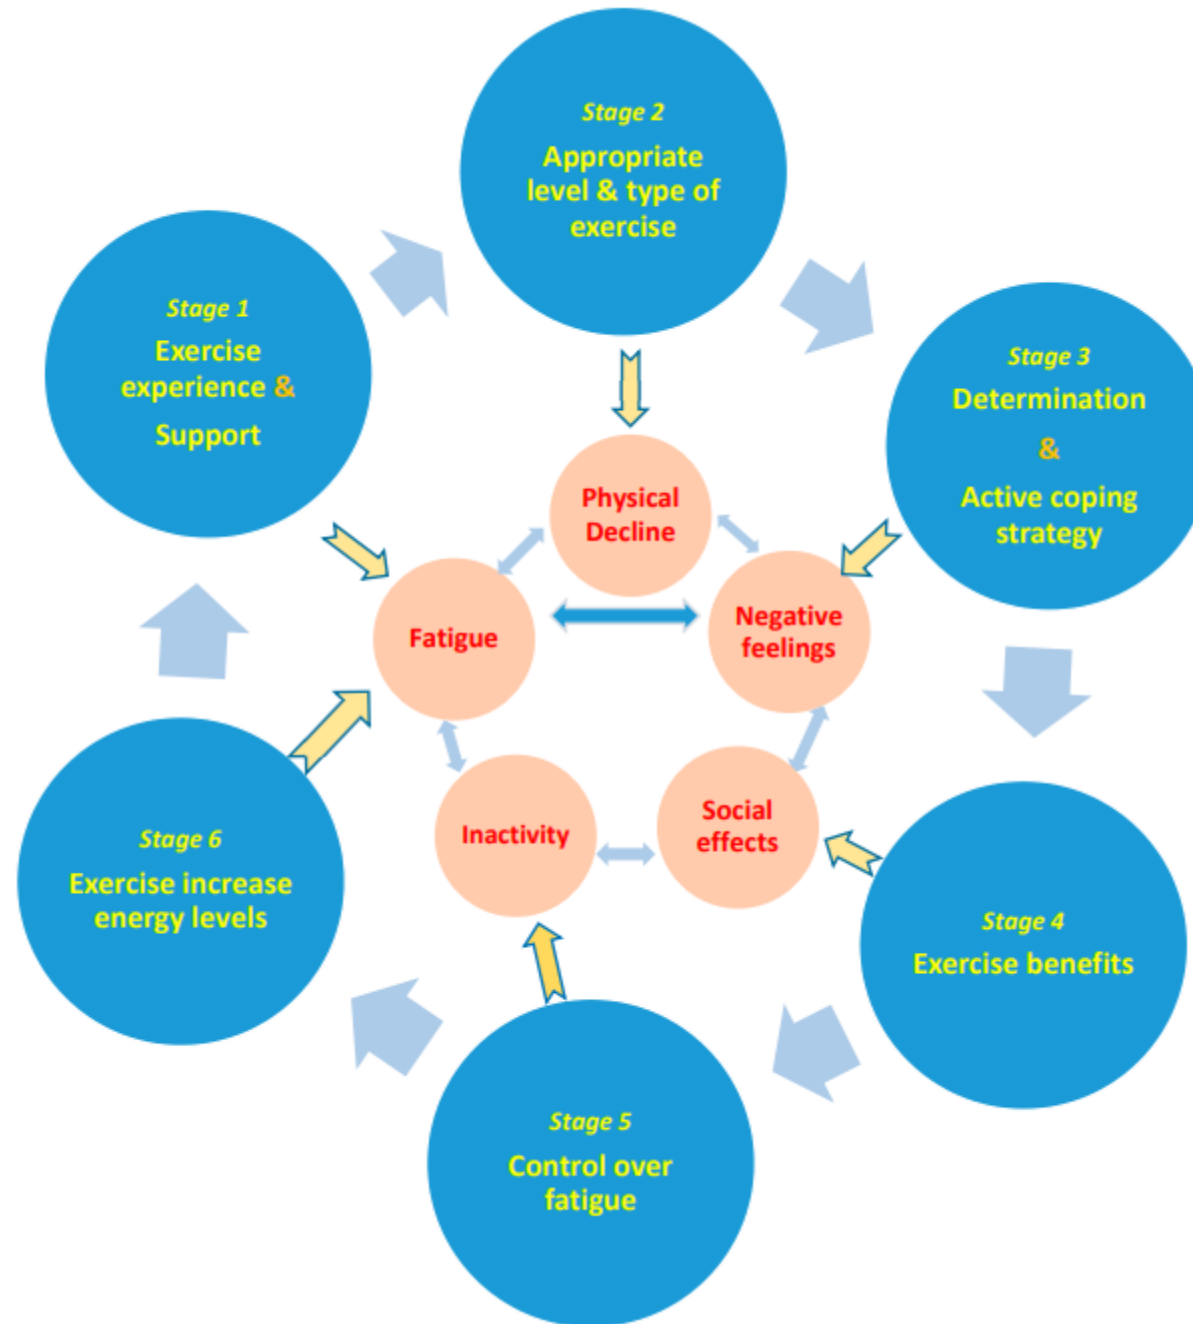 Stage 1
Exercise
experience &
Support
Stage 2
Appropriate
level & type of
exercise
Stage 3
Determination
&
Active coping
strategy
Stage 4
Exercise benefits
Stage 5
Control over
fatigue
Stage 6
Exercise increase
energy levels
Physical
Decline
Negative
feelings
Social
effects
Inactivity
Fatigue